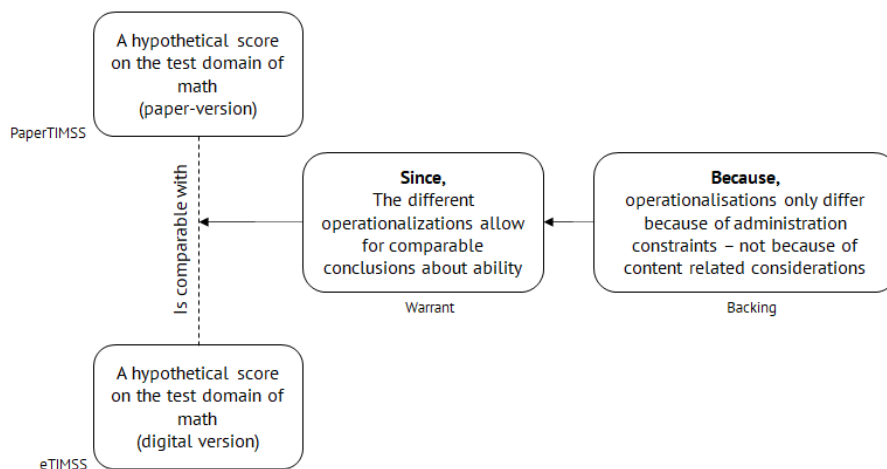 A hypothetical score
on the test domain of
math
(paper-version)
PaperTIMSS
Is comparable with
Since,
The different
operationalizations allow
for comparable
conclusions about ability
Warrant
Because,
operationalisations only differ
because of administration
constraints – not because of
content related considerations
Backing
A hypothetical score
on the test domain of
math
(digital version)
eTIMSS